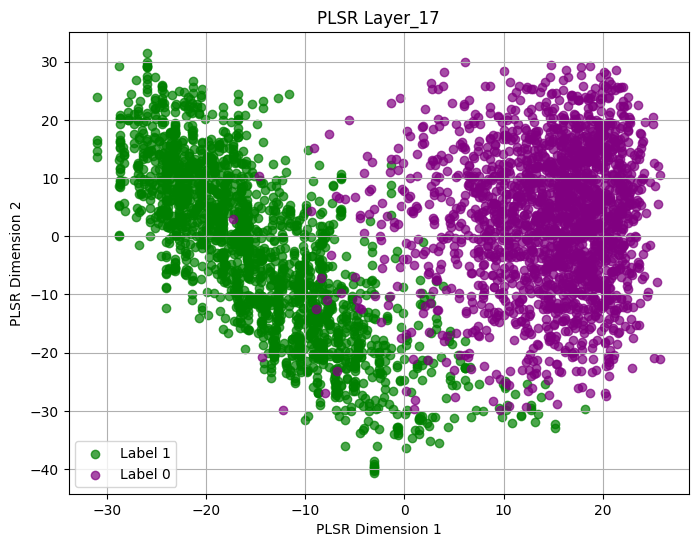 PLSR Layer_17
30
20
10
0
−10
−20
−30
−40
PLSR Dimension 2
Label 1
Label 0
−30 −20 −10 0 10 20
PLSR Dimension 1